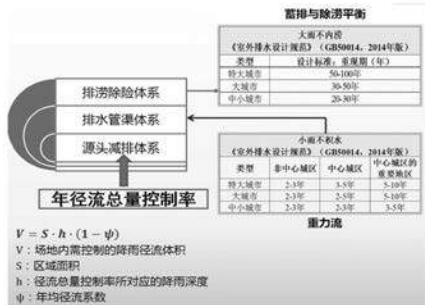 蓄排与除涝平衡
大雨不内涝
《室外排水设计规范》（GB50014，2014年版）
类型 设计标准：重现期（年）
特大城市 50-100年
大城市 30-50年
中小城市 20-30年
排涝除险体系
排水管渠体系
源头减排体系
年径流总量控制率
小雨不积水
《室外排水设计规范》（GB50014，2014年版）
类型 非中心城区 中心城区 中心城区的重要地区
特大城市 2-3年 3-5年 5-10年
大城市 2-3年 2-5年 5-10年
中小城市 2-3年 2-3年 3-5年
重力流
V = S · h · (1 − ψ)
V：场地内需控制的降雨径流体积
S：区域面积
h：径流总量控制率所对应的降雨深度
ψ：年均径流系数